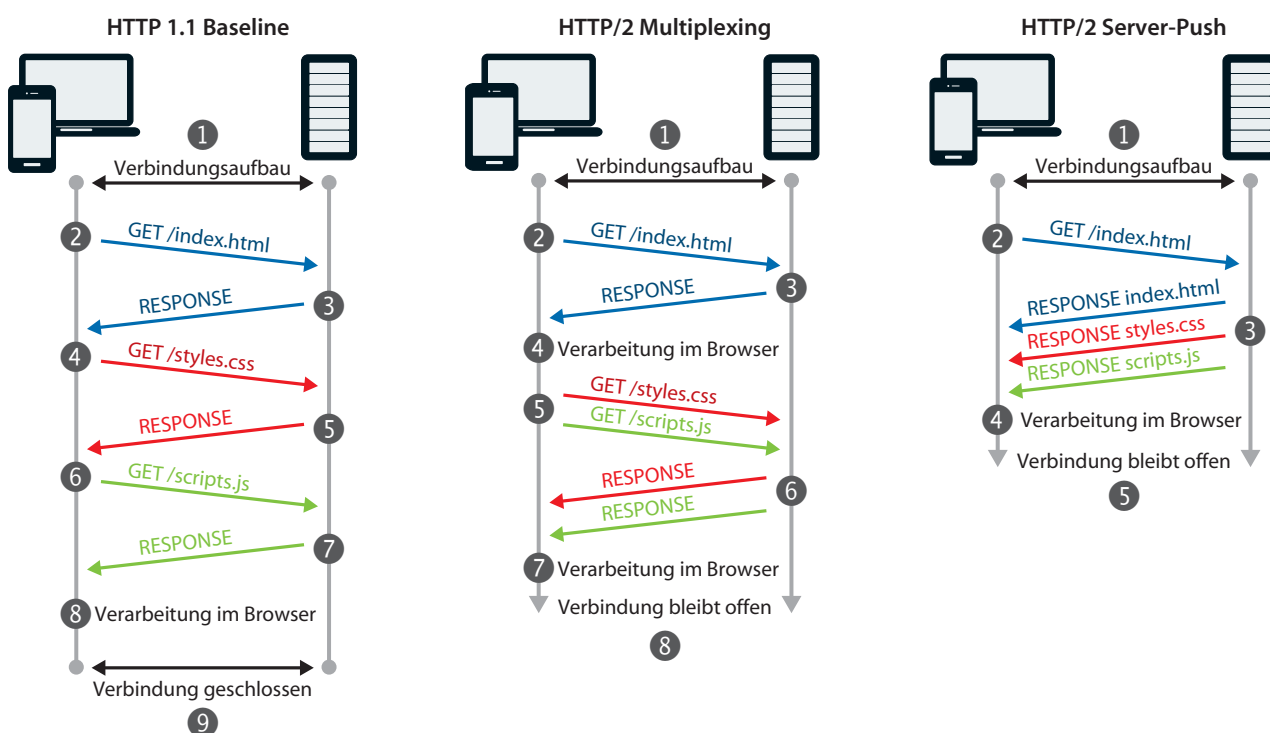 HTTP 1.1 Baseline
1
Verbindungsaufbau
2
GET /index.html
RESPONSE
3
4
GET /styles.css
RESPONSE
5
6
GET /scripts.js
RESPONSE
7
8 Verarbeitung im Browser
Verbindung geschlossen
9
HTTP/2 Multiplexing
1
Verbindungsaufbau
2
GET /index.html
RESPONSE
3
4 Verarbeitung im Browser
GET /styles.css
5
GET /scripts.js
RESPONSE
6
RESPONSE
7 Verarbeitung im Browser
Verbindung bleibt offen
8
HTTP/2 Server-Push
1
Verbindungsaufbau
2
GET /index.html
RESPONSE index.html
RESPONSE styles.css
3
RESPONSE scripts.js
4 Verarbeitung im Browser
Verbindung bleibt offen
5